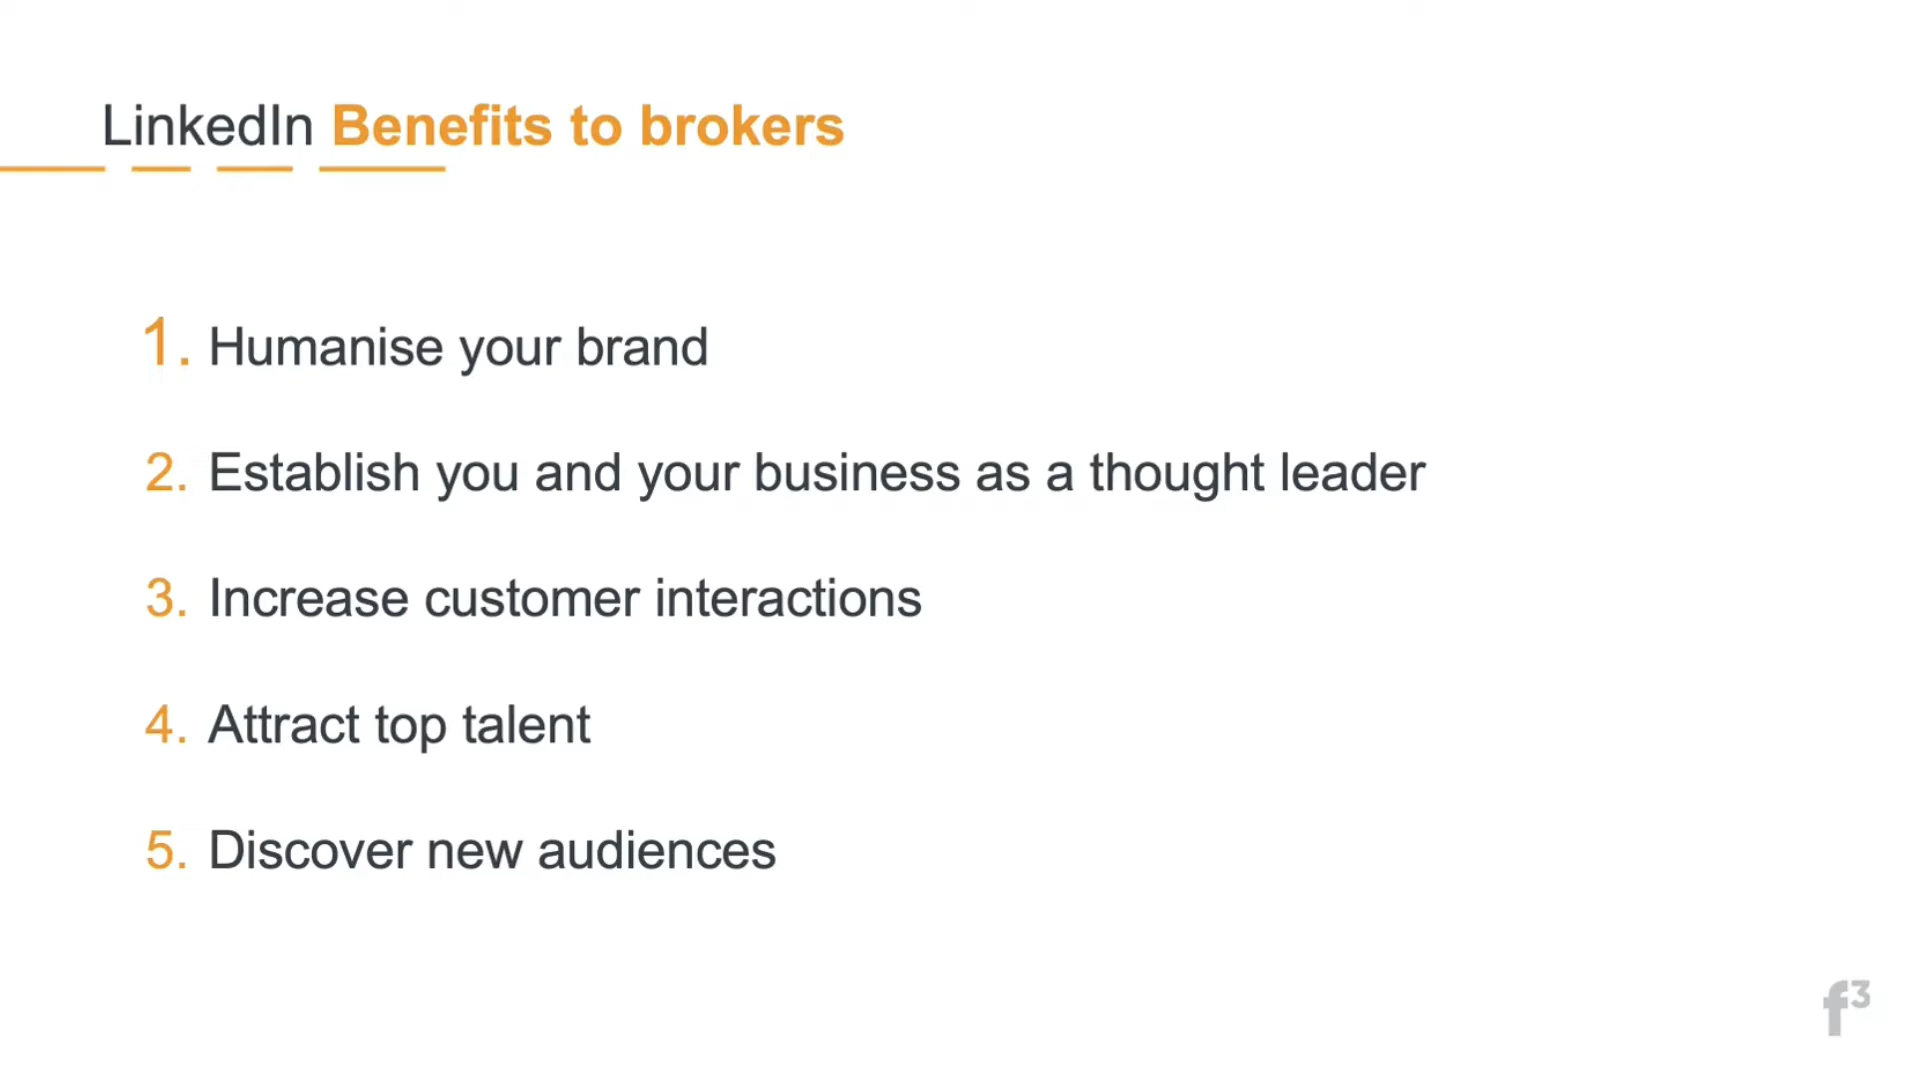 LinkedIn Benefits to brokers
1. Humanise your brand
2. Establish you and your business as a thought leader
3. Increase customer interactions
4. Attract top talent
5. Discover new audiences
f³